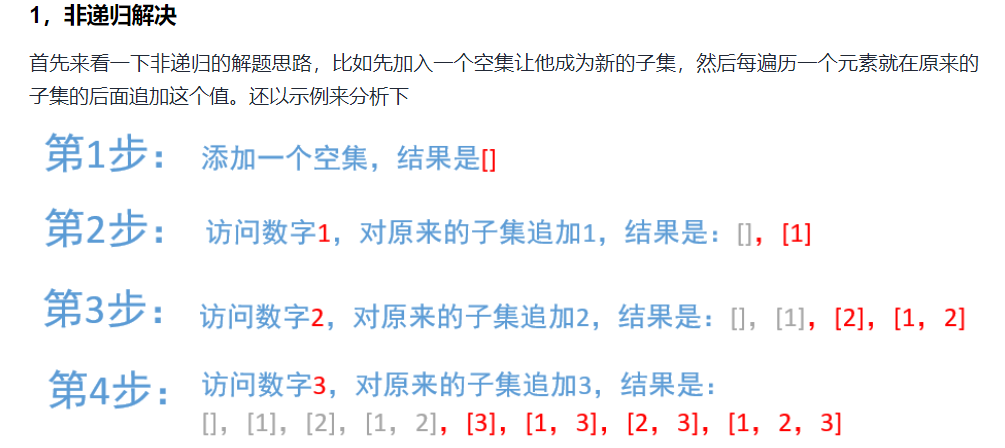 1，非递归解决
首先来看一下非递归的解题思路，比如先加入一个空集让他成为新的子集，然后每遍历一个元素就在原来的
子集的后面追加这个值。还以示例来分析下
第1步： 添加一个空集，结果是[]
第2步： 访问数字1，对原来的子集追加1，结果是：[]，[1]
第3步： 访问数字2，对原来的子集追加2，结果是：[]，[1]，[2]，[1，2]
第4步： 访问数字3，对原来的子集追加3，结果是：
[]，[1]，[2]，[1，2]，[3]，[1，3]，[2，3]，[1，2，3]